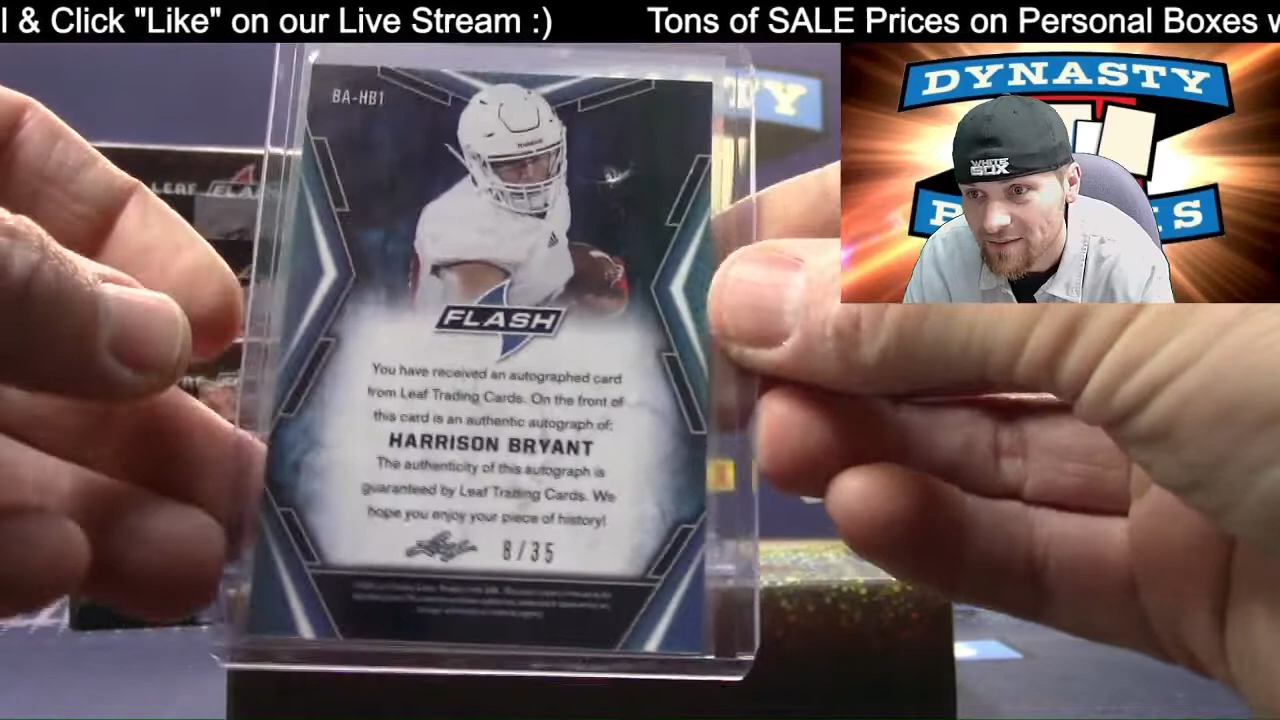 l & Click "Like" on our Live Stream :) Tons of SALE Prices on Personal Boxes w
DYNASTY
WHITE
SOX
LEAF FLA
BA-HB1
FLASH
You have received an autographed card
from Leaf Trading Cards. On the front of
this card is an authentic autograph of:
HARRISON BRYANT
The authenticity of this autograph is
guaranteed by Leaf Trading Cards. We
hope you enjoy your piece of history!
Leaf 8/35